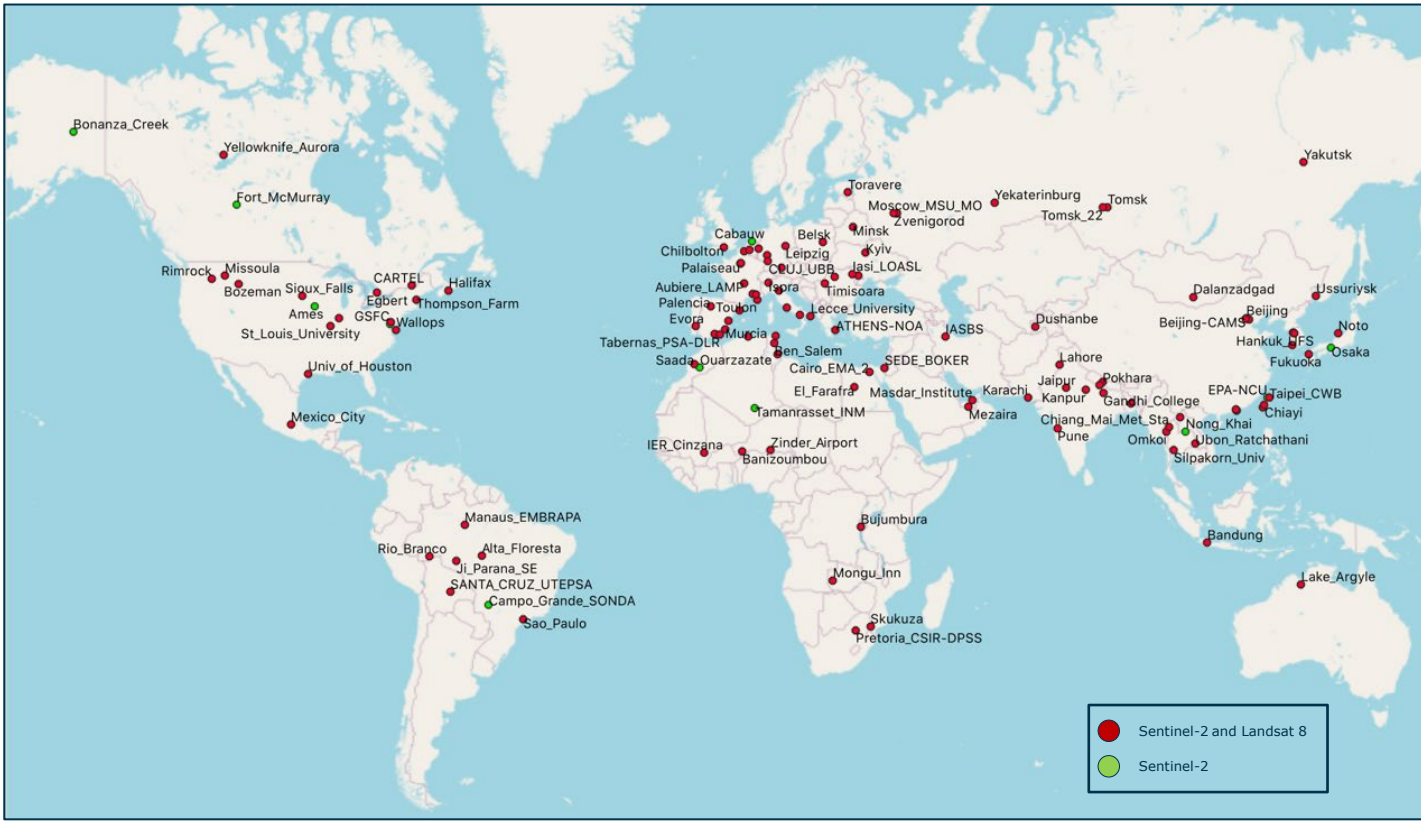 Bonanza_Creek
Yellowknife_Aurora
Yakutsk
Fort_McMurray
Toravere
Yekaterinburg
Tomsk
Moscow_MSU_MO
Tomsk_22
Zvenigorod
Cabauw
Belsk
Minsk
Chilbolton
Leipzig
Kyiv
Palaiseau
CLUJ_UBB
Iasi_LOASL
Rimrock
Missoula
Bozeman
Sioux_Falls
CARTEL
Halifax
Egbert
Thompson_Farm
Aubiere_LAMP
Ispra
Timisoara
Dalanzadgad
Ussuriysk
Palencia
Toulon
Lecce_University
Ames
GSFC
Wallops
St_Louis_University
Evora
Murcia
ATHENS-NOA
IASBS
Dushanbe
Beijing
Beijing-CAMS
Noto
Tabernas_PSA-DLR
Ben_Salem
Hankuk_UFS
Osaka
Fukuoka
Saada
Ouarzazate
Cairo_EMA_2
SEDE_BOKER
Lahore
Univ_of_Houston
El_Farafra
Masdar_Institute
Karachi
Jaipur
Pokhara
Kanpur
Gandhi_College
EPA-NCU
Taipei_CWB
Chiayi
Mexico_City
Tamanrasset_INM
Mezaira
Pune
Chiang_Mai_Met_Sta
Nong_Khai
Omkoi
Ubon_Ratchathani
Silpakorn_Univ
IER_Cinzana
Zinder_Airport
Banizoumbou
Manaus_EMBRAPA
Bujumbura
Bandung
Rio_Branco
Alta_Floresta
Ji_Parana_SE
SANTA_CRUZ_UTEPSA
Campo_Grande_SONDA
Sao_Paulo
Mongu_Inn
Lake_Argyle
Skukuza
Pretoria_CSIR-DPSS
Sentinel-2 and Landsat 8
Sentinel-2